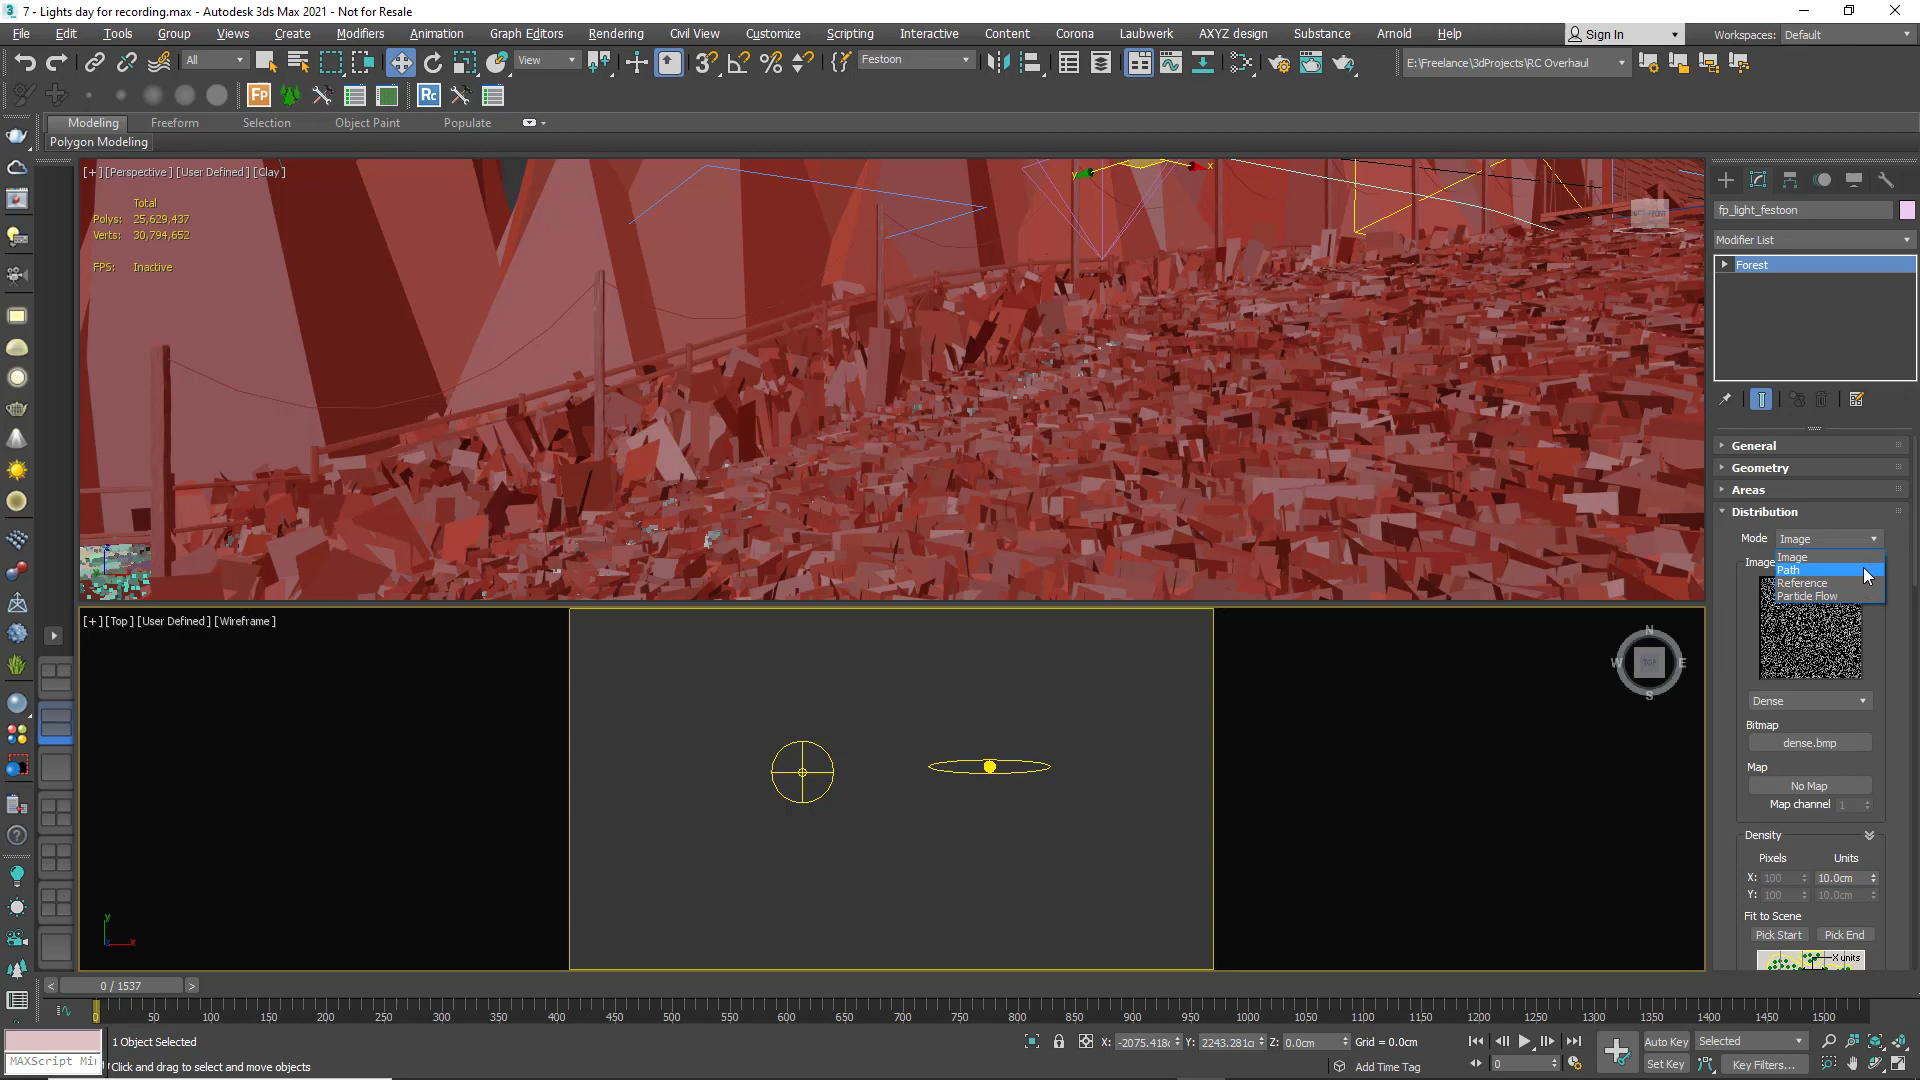 7 - Lights day for recording.max - Autodesk 3ds Max 2021 - Not for Resale
File Edit Tools Group Views Create Modifiers Animation Graph Editors Rendering Civil View Customize Scripting Interactive Content Corona Laubwerk AXYZ design Substance Arnold Help
Sign In
Workspaces: Default
All
View
Festoon
E:\Freelance\3dProjects\RC Overhaul
Fp
Rc
Modeling Freeform Selection Object Paint Populate
Polygon Modeling
[+] [Perspective ] [User Defined ] [Clay ]
Total
Polys: 25,629,437
Verts: 30,794,652
FPS: Inactive
y
x
fp_light_festoon
Modifier List
Forest
General
Geometry
Areas
Distribution
Mode Image
Image
Image
Path
Reference
Particle Flow
Dense
Bitmap
dense.bmp
Map
No Map
Map channel 1
Density
Pixels Units
X: 100 10.0cm
Y: 100 10.0cm
Fit to Scene
Pick Start Pick End
X units
[+] [Top ] [User Defined ] [Wireframe ]
N
W TOP E
S
y
x
< 0 / 1537 >
0 50 100 150 200 250 300 350 400 450 500 550 600 650 700 750 800 850 900 950 1000 1050 1100 1150 1200 1250 1300 1350 1400 1450 1500
1 Object Selected
X: -2075.418c Y: 2243.281c Z: 0.0cm Grid = 0.0cm
Auto Key Selected
MAXScript Mi
Click and drag to select and move objects
Add Time Tag
0
Set Key Key Filters...